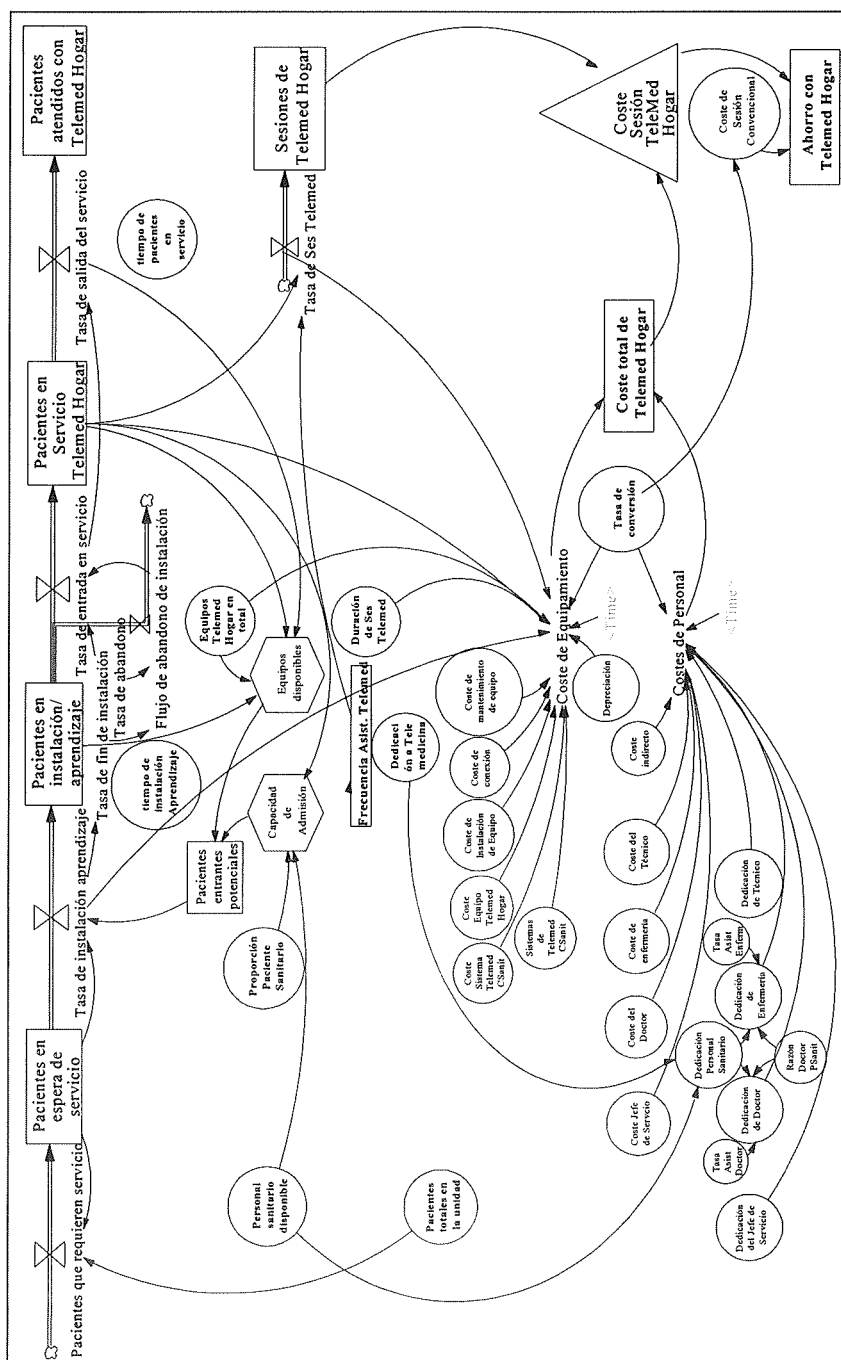 Pacientes que requieren servicio
Pacientes en
espera de
servicio
Tasa de instalación aprendizaje
Pacientes en
instalación/
aprendizaje
Tasa de fin de instalación
Tasa de abandono
Flujo de abandono de instalación
Tasa de entrada en servicio
Pacientes en
Servicio
Telemed Hogar
Tasa de salida del servicio
Pacientes
atendidos con
Telemed Hogar
tiempo de
Instalación
Aprendizaje
tiempo de
pacientes en
servicio
Sesiones de
Telemed Hogar
Tasa de Ses Telemed
Personal
sanitario
disponible
Proporción
Paciente
Sanitario
Pacientes
entrantes
potenciales
Capacidad
de
Admisión
Equipos
disponibles
Equipos
Telemed
Hogar en
total
Pacientes
totales en
la unidad
Frecuencia Asist. Telemed
Duración
de Ses
Telemed
Dedicaci
ón a Tele
medicina
Coste
Sistema
Telemed
CSanit
Coste
Equipo
Telemed
Hogar
Coste de
Instalación
de Equipo
Coste de
conexión
Coste de
mantenimiento
de equipo
Sistemas
de
Telemed
CSanit
Coste de Equipamiento
<Time>
Depreciación
Tasa de
conversión
Coste total de
Telemed Hogar
Coste
Sesión
TeleMed
Hogar
Coste de
Sesión
Convencional
Ahorro con
Telemed Hogar
Costes de Personal
<Time>
Coste
indirecto
Coste del
Técnico
Coste de
enfermería
Coste del
Doctor
Coste Jefe
de Servcio
Dedicación
Personal
Sanitario
Dedicación
de Técnico
Tasa
Asist
Enferm
Dedicación
de
Enfermería
Razón
Doctor
PSanit
Dedicación
de Doctor
Tasa
Asist
Doctor
Dedicación
del Jefe de
Servicio